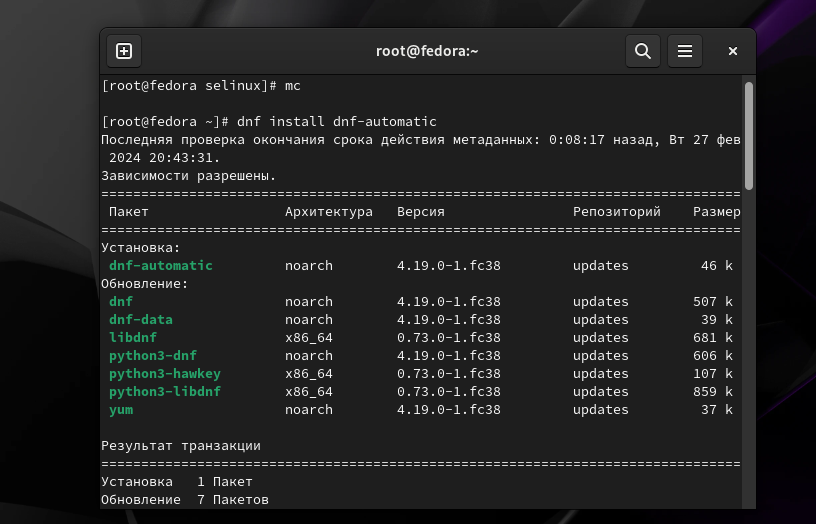 root@fedora:~
[root@fedora selinux]# mc
[root@fedora ~]# dnf install dnf-automatic
Последняя проверка окончания срока действия метаданных: 0:08:17 назад, Вт 27 фев
 2024 20:43:31.
Зависимости разрешены.
================================================================================
 Пакет                 Архитектура   Версия                Репозиторий    Размер
================================================================================
Установка:
 dnf-automatic         noarch        4.19.0-1.fc38         updates         46 k
Обновление:
 dnf                   noarch        4.19.0-1.fc38         updates        507 k
 dnf-data              noarch        4.19.0-1.fc38         updates         39 k
 libdnf                x86_64        0.73.0-1.fc38         updates        681 k
 python3-dnf           noarch        4.19.0-1.fc38         updates        606 k
 python3-hawkey        x86_64        0.73.0-1.fc38         updates        107 k
 python3-libdnf        x86_64        0.73.0-1.fc38         updates        859 k
 yum                   noarch        4.19.0-1.fc38         updates         37 k
Результат транзакции
================================================================================
Установка   1 Пакет
Обновление  7 Пакетов